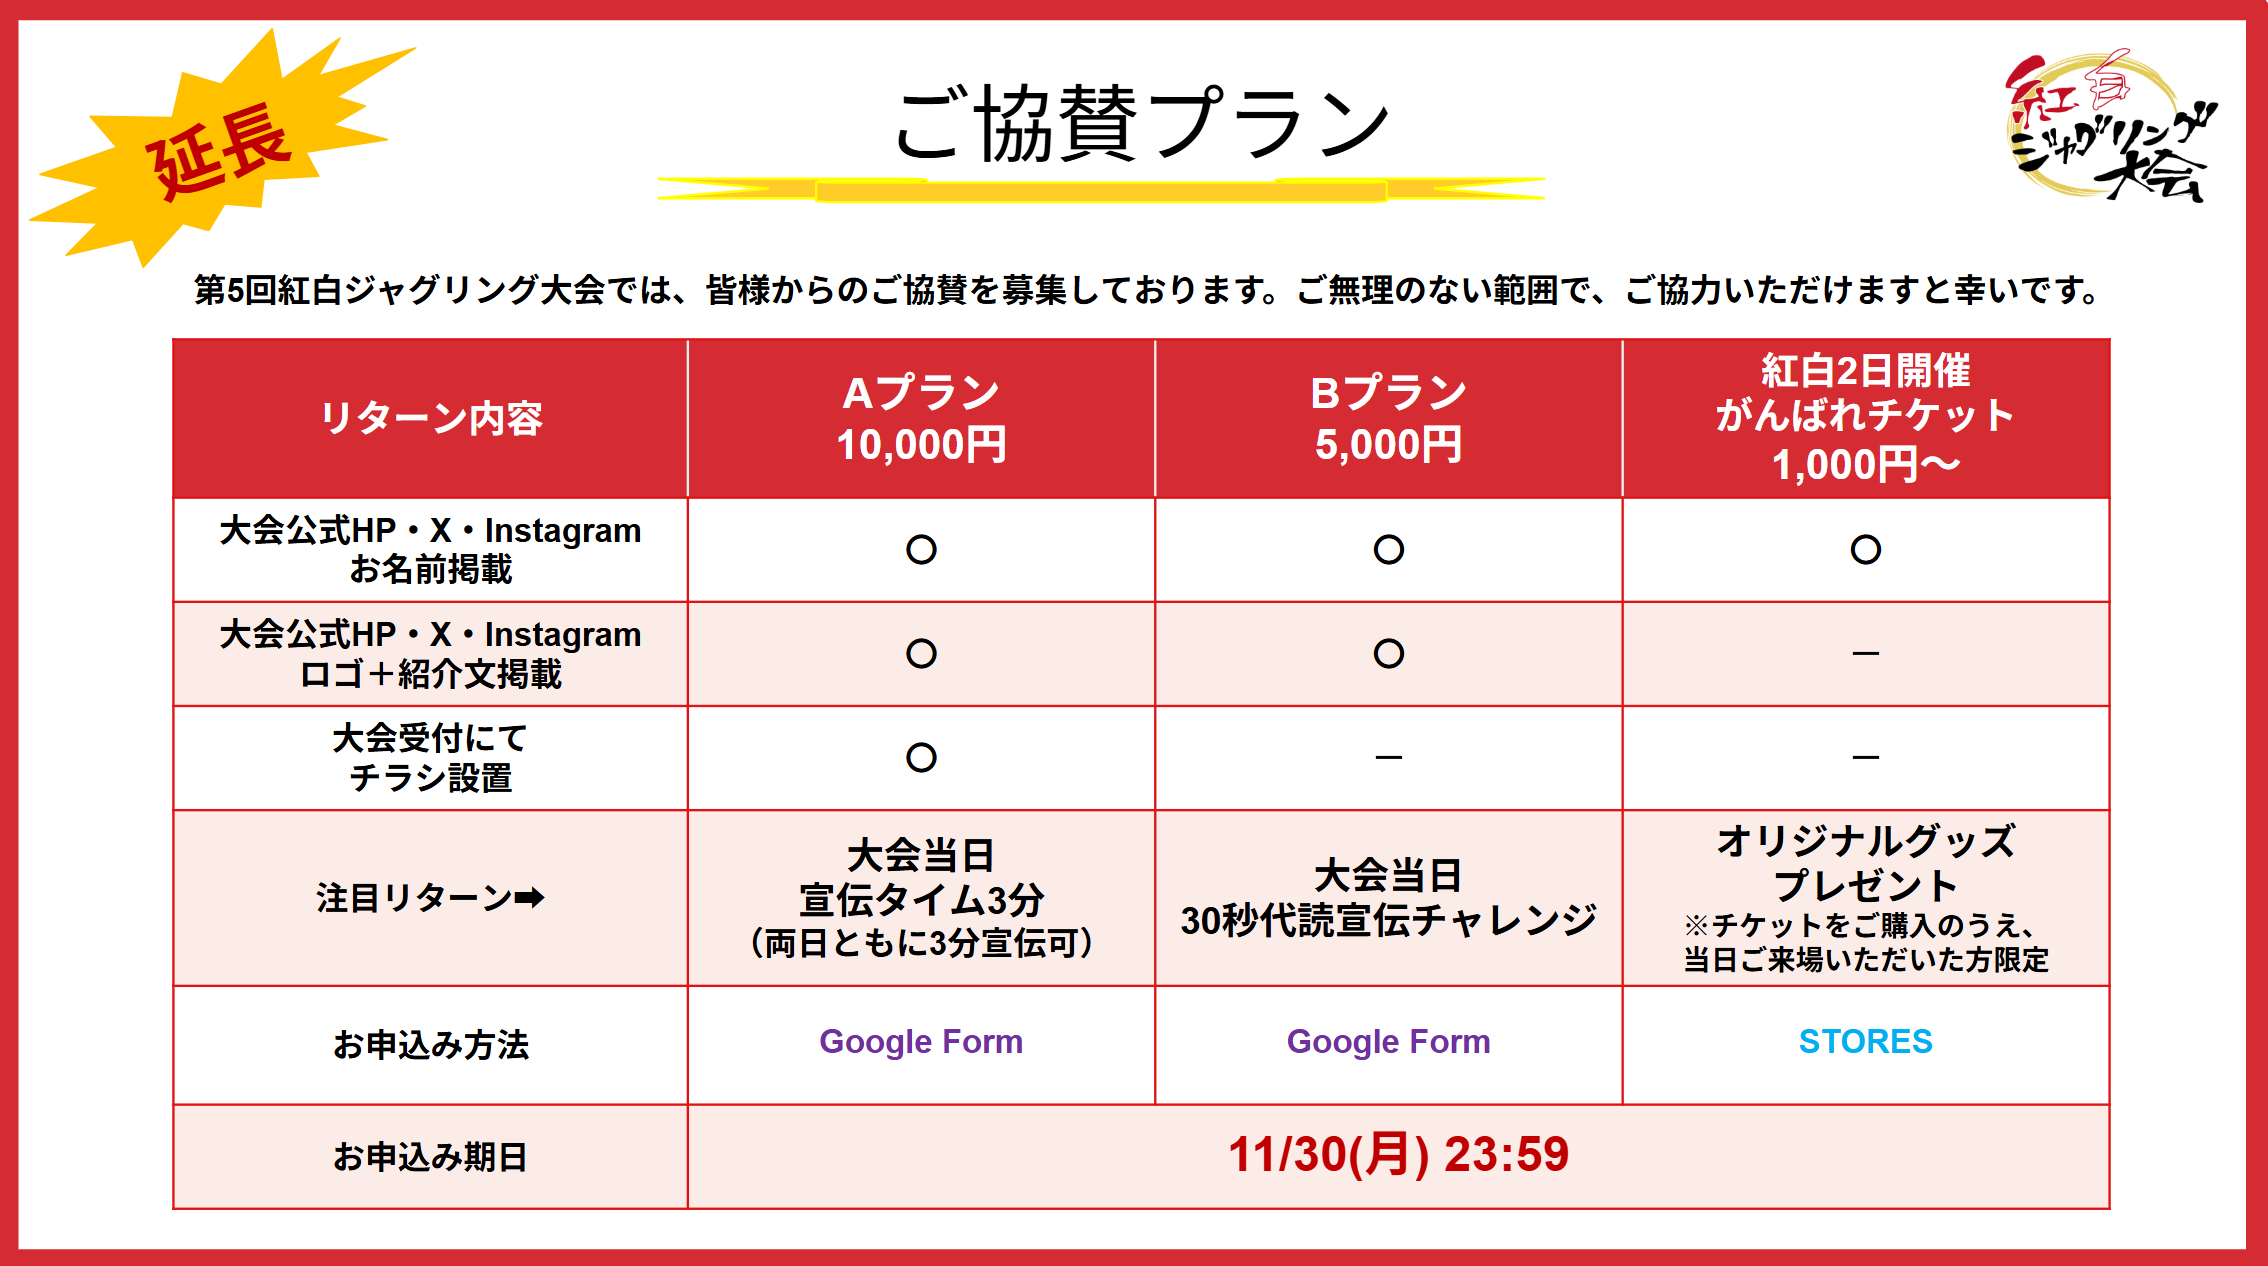 延長
ご協賛プラン
紅白
ジャグリング
大会
第5回紅白ジャグリング大会では、皆様からのご協賛を募集しております。ご無理のない範囲で、ご協力いただけますと幸いです。
リターン内容
Aプラン
10,000円
Bプラン
5,000円
紅白2日開催
がんばれチケット
1,000円～
大会公式HP・X・Instagram
お名前掲載
〇
〇
〇
大会公式HP・X・Instagram
ロゴ＋紹介文掲載
〇
〇
－
大会受付にて
チラシ設置
〇
－
－
注目リターン➡
大会当日
宣伝タイム3分
（両日ともに3分宣伝可）
大会当日
30秒代読宣伝チャレンジ
オリジナルグッズ
プレゼント
※チケットをご購入のうえ、
当日ご来場いただいた方限定
お申込み方法
Google Form
Google Form
STORES
お申込み期日
11/30(月) 23:59